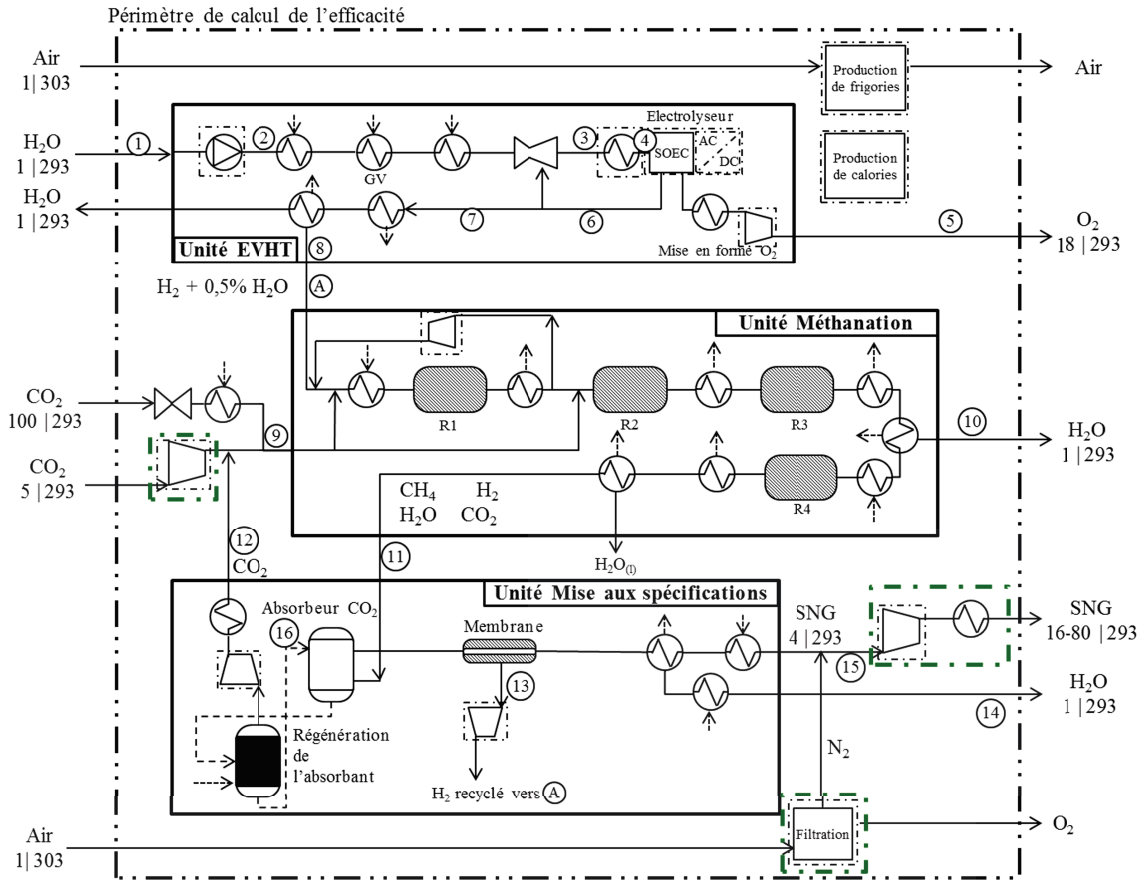 Périmètre de calcul de l’efficacité
Air
1|303
Production
de frigories
Air
Electrolyseur
H₂O
1|293
1
2
GV
3
4
SOEC
AC
DC
Production
de calories
H₂O
1|293
7
6
5
O₂
18|293
Unité EVHT
8
Mise en forme O₂
H₂ + 0,5% H₂O
A
Unité Méthanation
CO₂
100|293
R1
R2
R3
9
10
H₂O
1|293
CO₂
5|293
CH₄ H₂
H₂O CO₂
R4
12
CO₂
11
H₂O₍ₗ₎
Unité Mise aux spécifications
Absorbeur CO₂
16
Membrane
SNG
4|293
SNG
16-80|293
15
13
14
H₂O
1|293
Régénération
de
l’absorbant
N₂
H₂ recyclé vers A
Air
1|303
Filtration
O₂